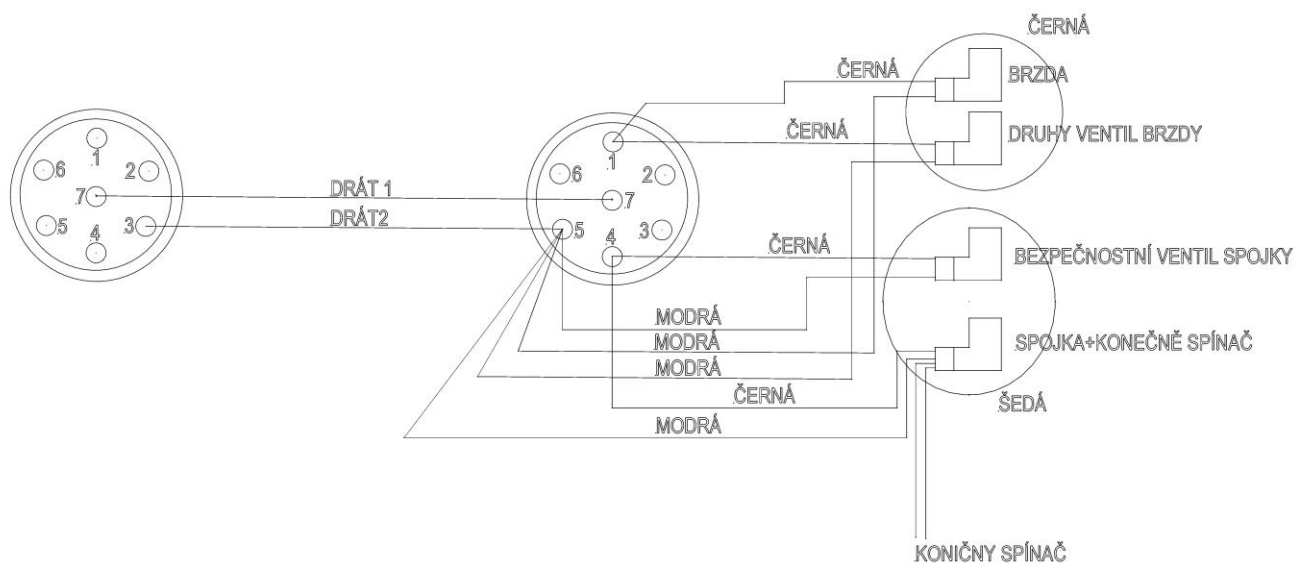 ČERNÁ
ČERNÁ
BRZDA
ČERNÁ
DRUHY VENTIL BRZDY
1
6
2
7
5
3
4
DRÁT 1
DRÁT2
1
6
2
7
5
3
4
ČERNÁ
BEZPEČNOSTNÍ VENTIL SPOJKY
MODRÁ
MODRÁ
MODRÁ
SPOJKA+KONEČNĚ SPÍNAČ
ČERNÁ
ŠEDÁ
MODRÁ
KONIČNY SPÍNAČ